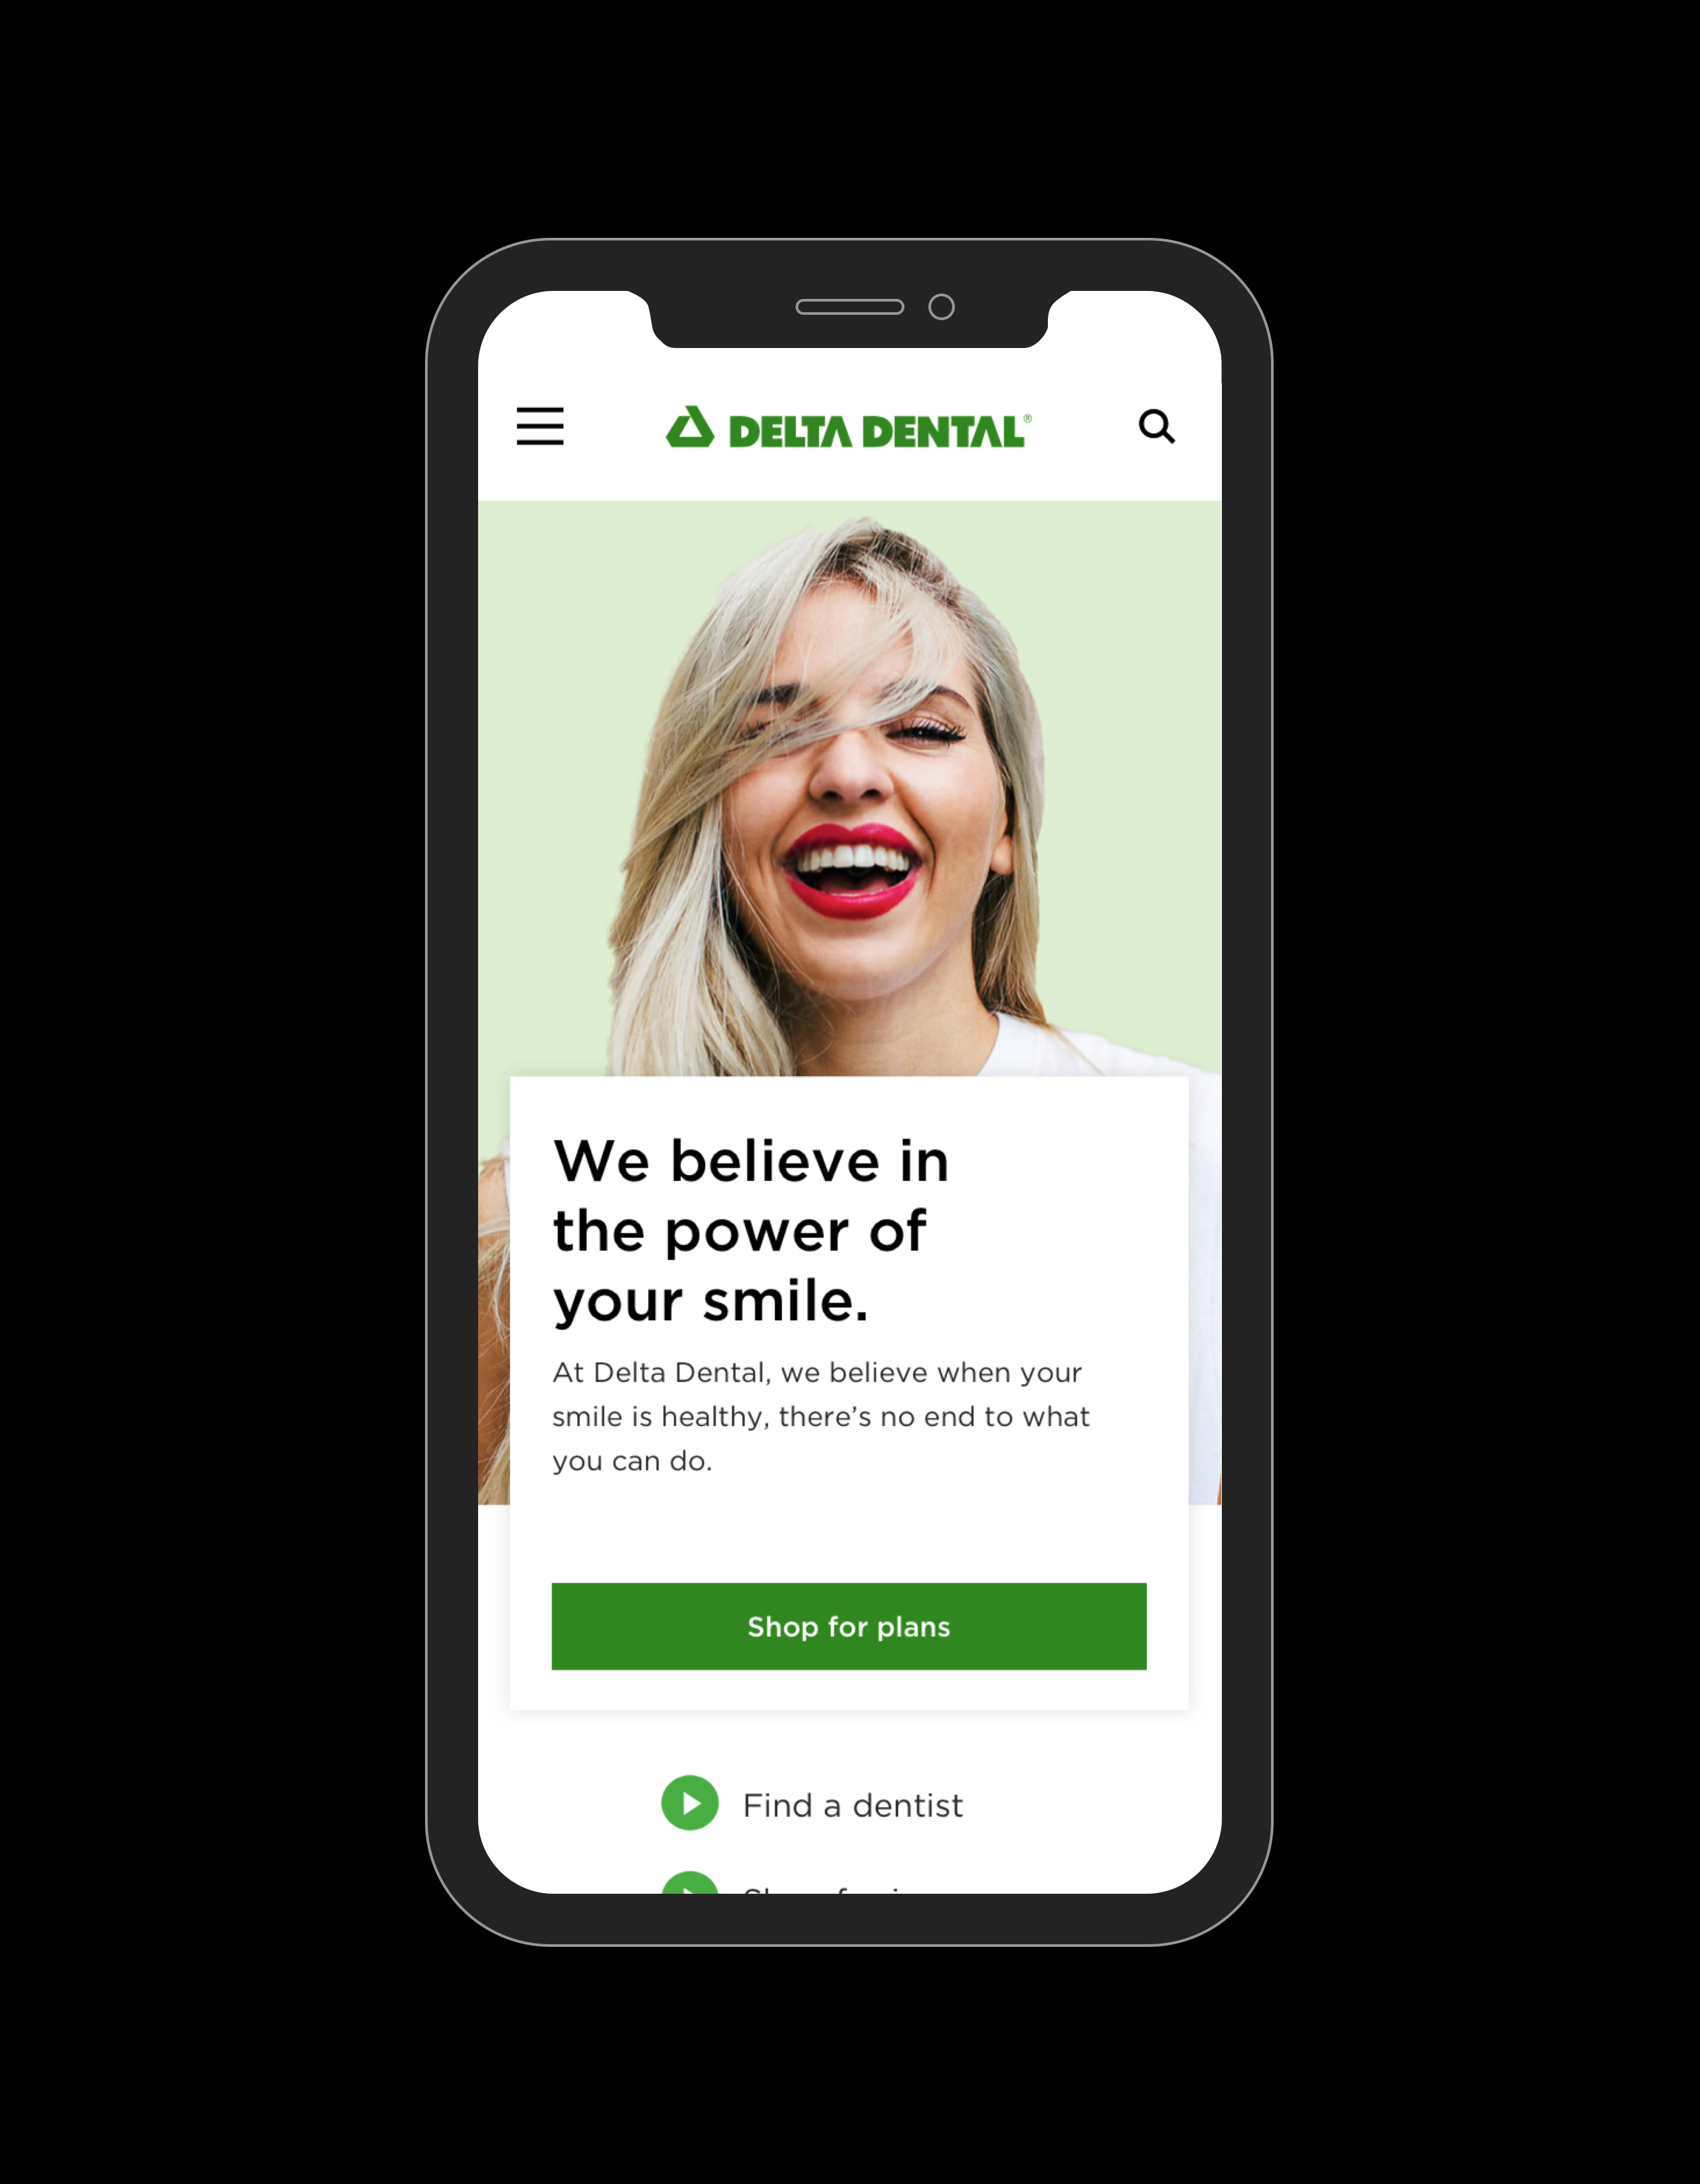 DELTA DENTAL®
We believe in
the power of
your smile.
At Delta Dental, we believe when your
smile is healthy, there’s no end to what
you can do.
Shop for plans
Find a dentist